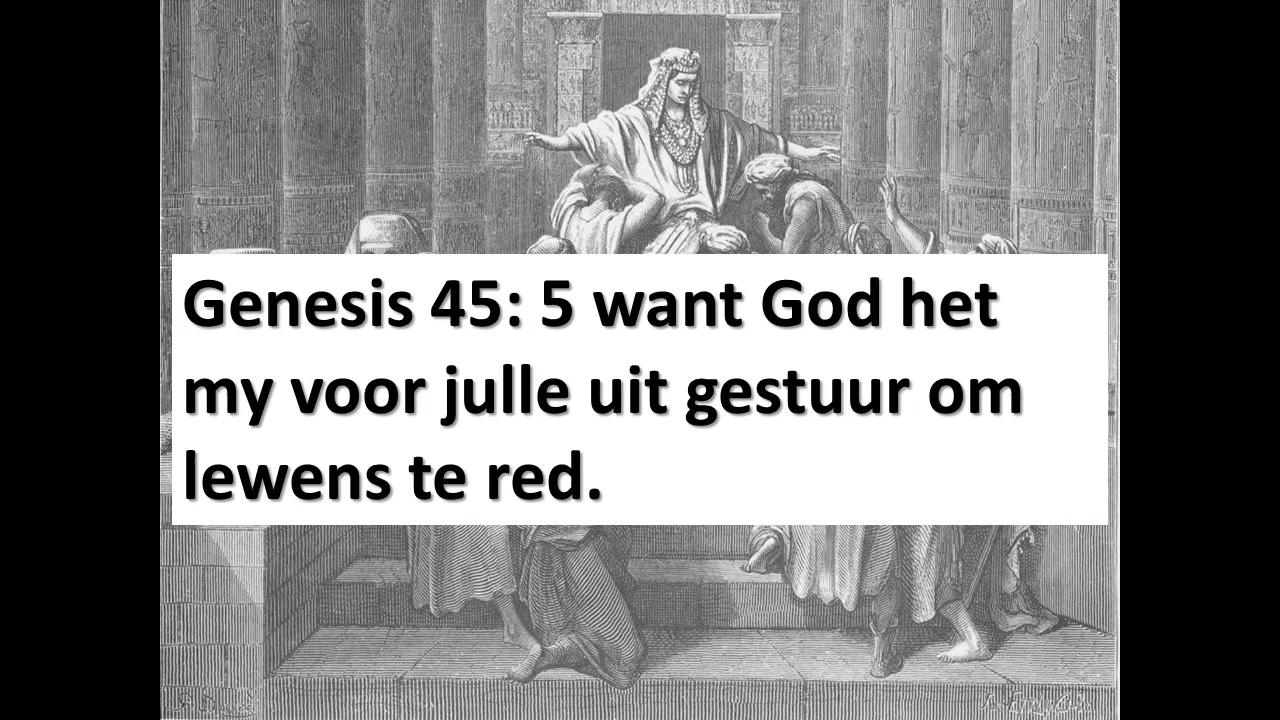 Genesis 45: 5 want God het
my voor julle uit gestuur om
lewens te red.